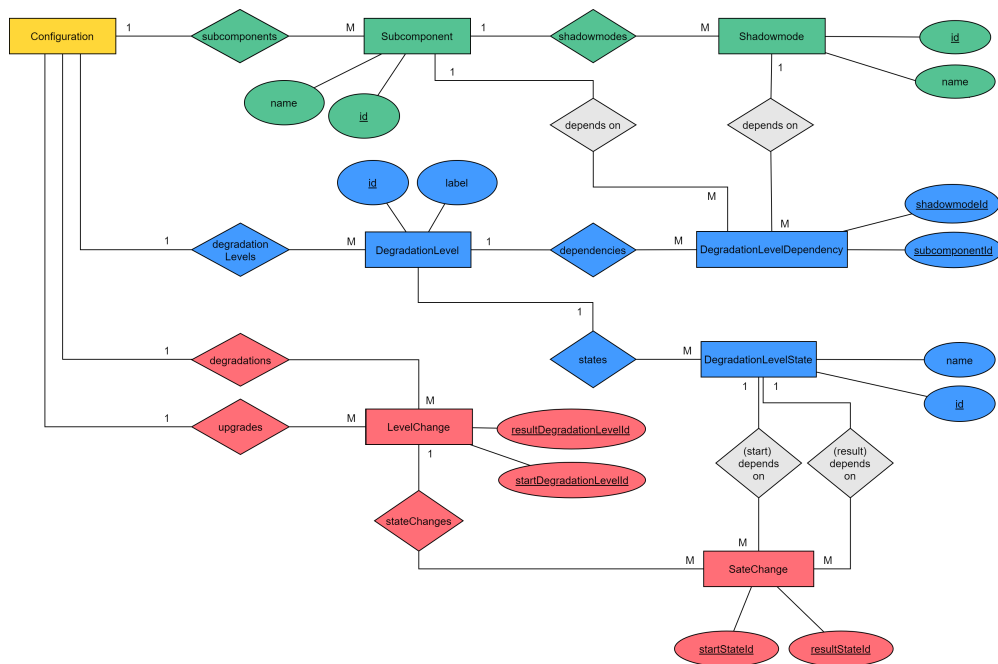 Configuration
1
subcomponents
M
Subcomponent
1
shadowmodes
M
Shadowmode
id
name
name
id
1
1
depends on
depends on
M
M
id
label
shadowmodeId
subcomponentId
1
degradation
Levels
M
DegradationLevel
1
dependencies
M
DegradationLevelDependency
1
states
M
DegradationLevelState
name
id
1
degradations
M
1
upgrades
M
LevelChange
resultDegradationLevelId
startDegradationLevelId
1
1
1
(start)
depends
on
(result)
depends
on
stateChanges
M
M
M
SateChange
startStateId
resultStateId